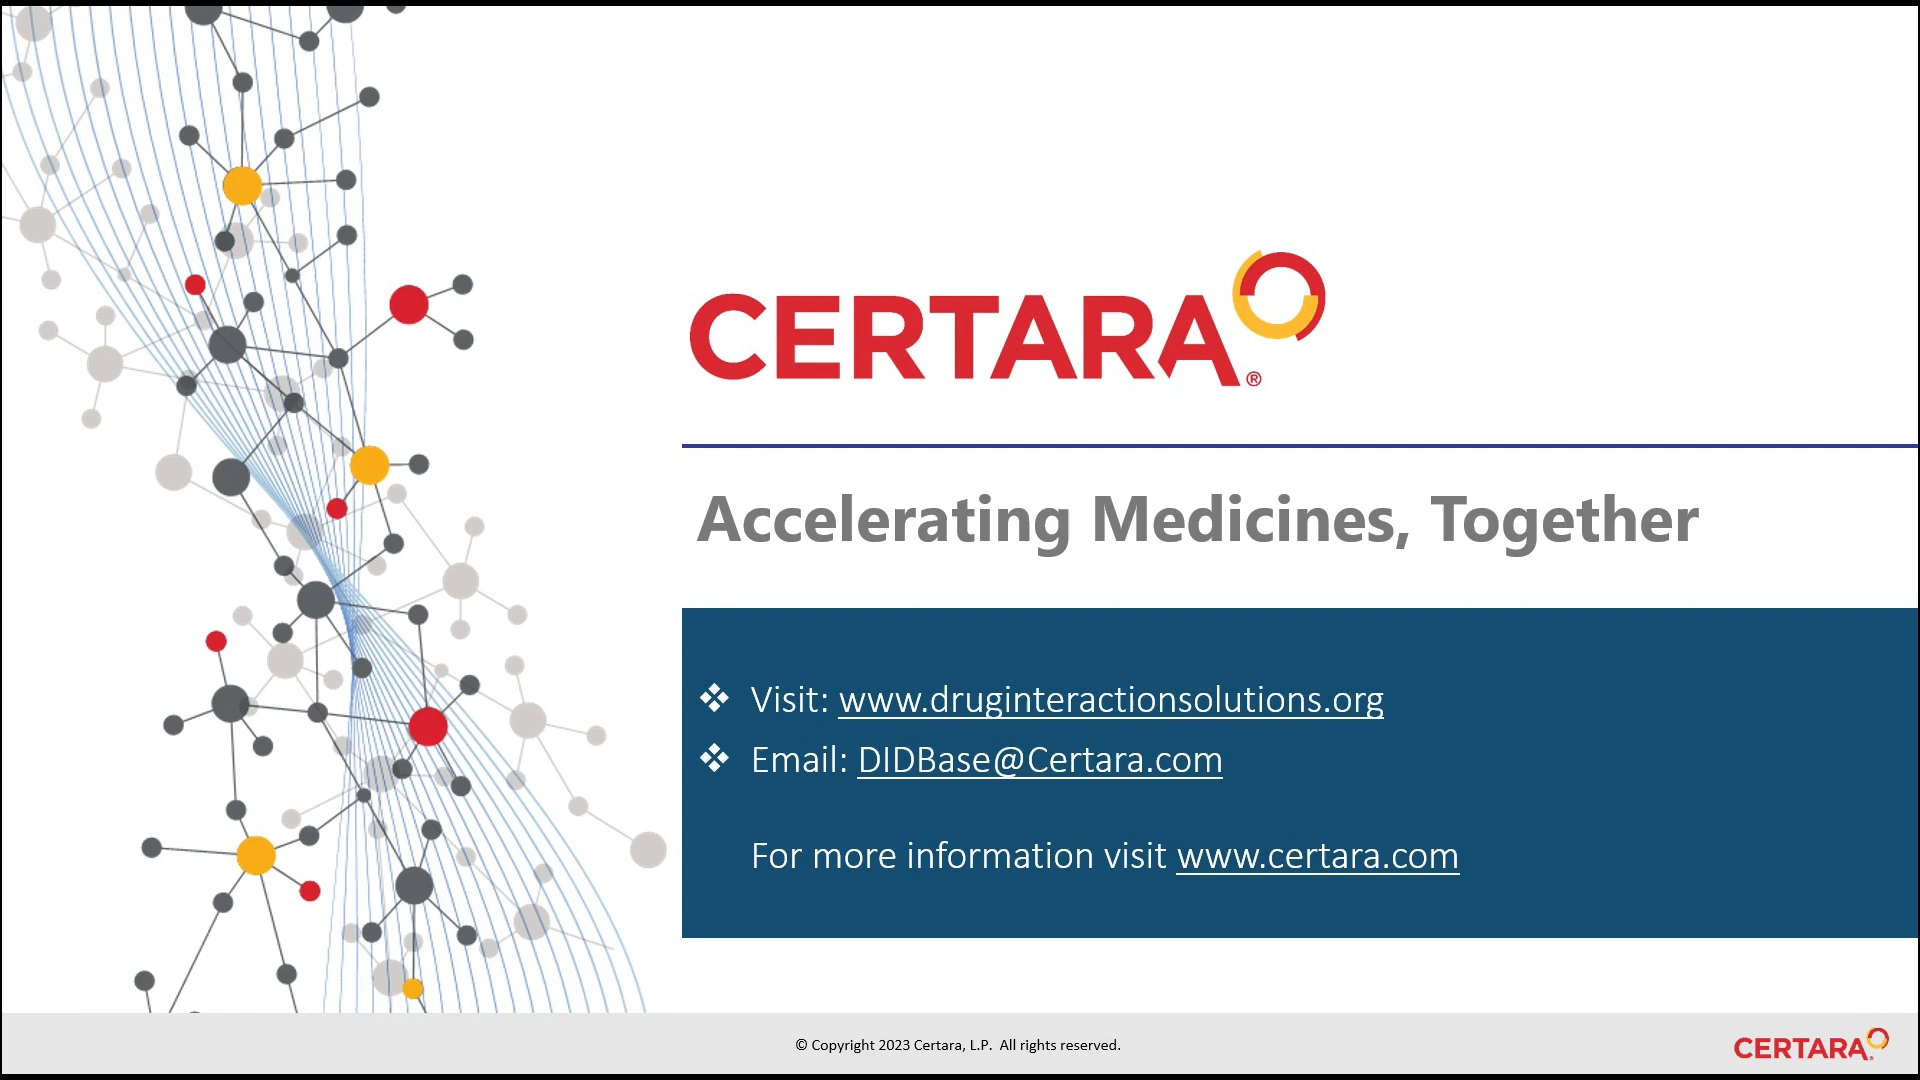 CERTARA®
Accelerating Medicines, Together
❖ Visit: www.druginteractionsolutions.org
❖ Email: DIDBase@Certara.com
For more information visit www.certara.com
© Copyright 2023 Certara, L.P.  All rights reserved.
CERTARA®